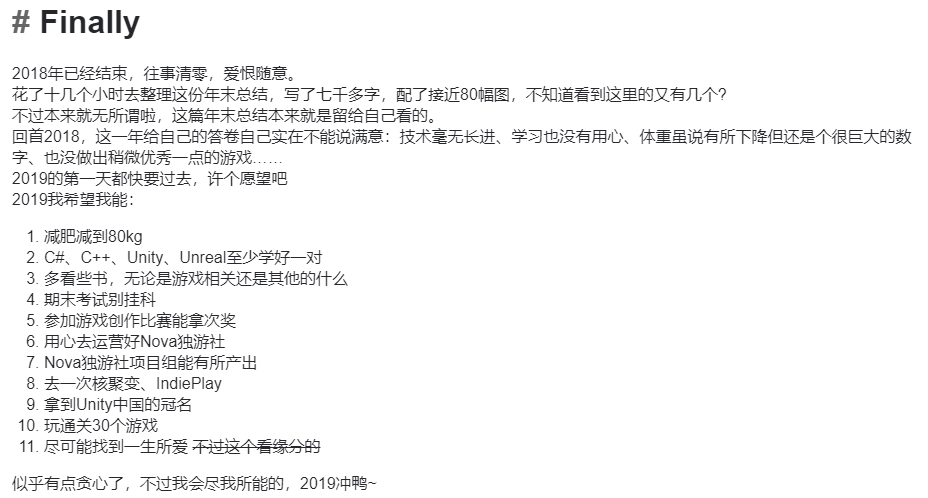 # Finally
2018年已经结束，往事清零，爱恨随意。
花了十几个小时去整理这份年末总结，写了七千多字，配了接近80幅图，不知道看到这里的又有几个？
不过本来就无所谓啦，这篇年末总结本来就是留给自己看的。
回首2018，这一年给自己的答卷自己实在不能说满意：技术毫无长进、学习也没有用心、体重虽说有所下降但还是个很巨大的数
字、也没做出稍微优秀一点的游戏……
2019的第一天都快要过去，许个愿望吧
2019我希望我能：
1. 减肥减到80kg
2. C#、C++、Unity、Unreal至少学好一对
3. 多看些书，无论是游戏相关还是其他的什么
4. 期末考试别挂科
5. 参加游戏创作比赛能拿次奖
6. 用心去运营好Nova独游社
7. Nova独游社项目组能有所产出
8. 去一次核聚变、IndiePlay
9. 拿到Unity中国的冠名
10. 玩通关30个游戏
11. 尽可能找到一生所爱 不过这个看缘分的
似乎有点贪心了，不过我会尽我所能的，2019冲鸭~